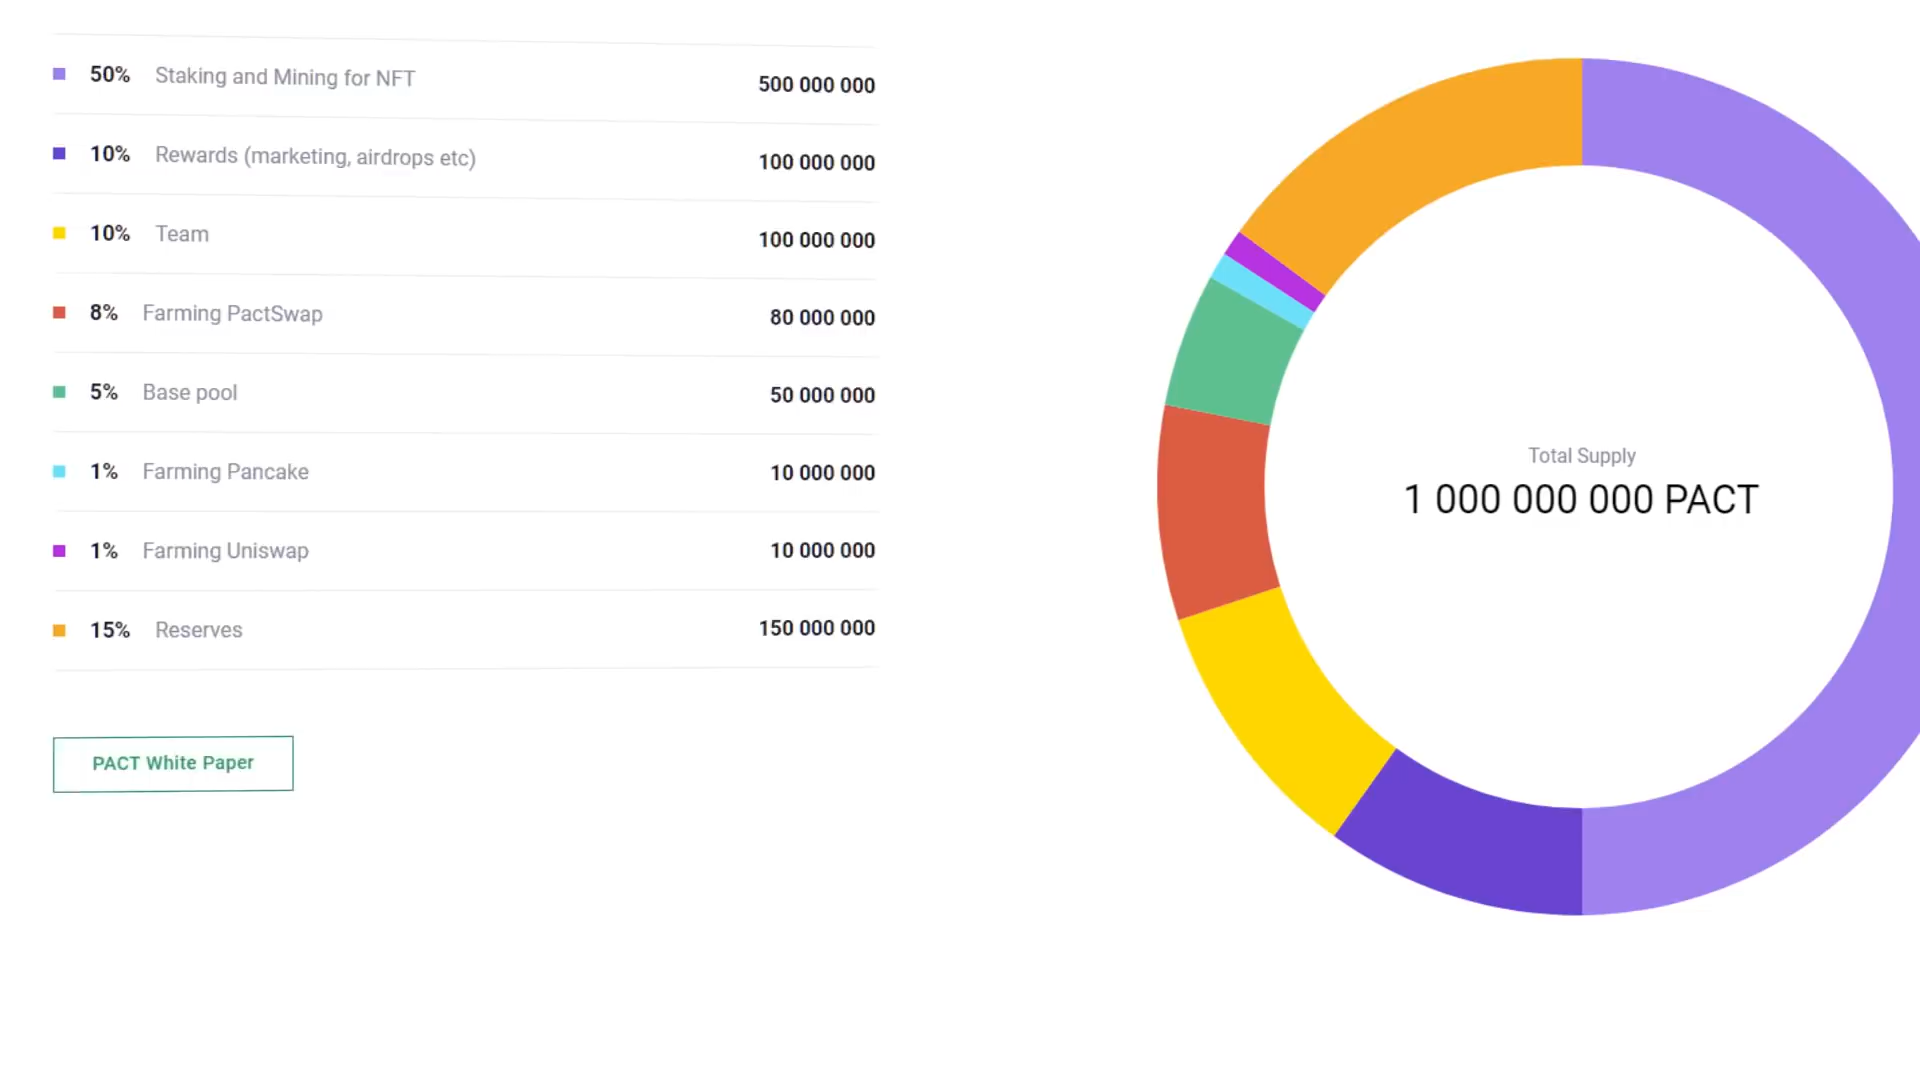 50% Staking and Mining for NFT 500 000 000
10% Rewards (marketing, airdrops etc) 100 000 000
10% Team 100 000 000
8% Farming PactSwap 80 000 000
5% Base pool 50 000 000
1% Farming Pancake 10 000 000
1% Farming Uniswap 10 000 000
15% Reserves 150 000 000
PACT White Paper
Total Supply
1 000 000 000 PACT